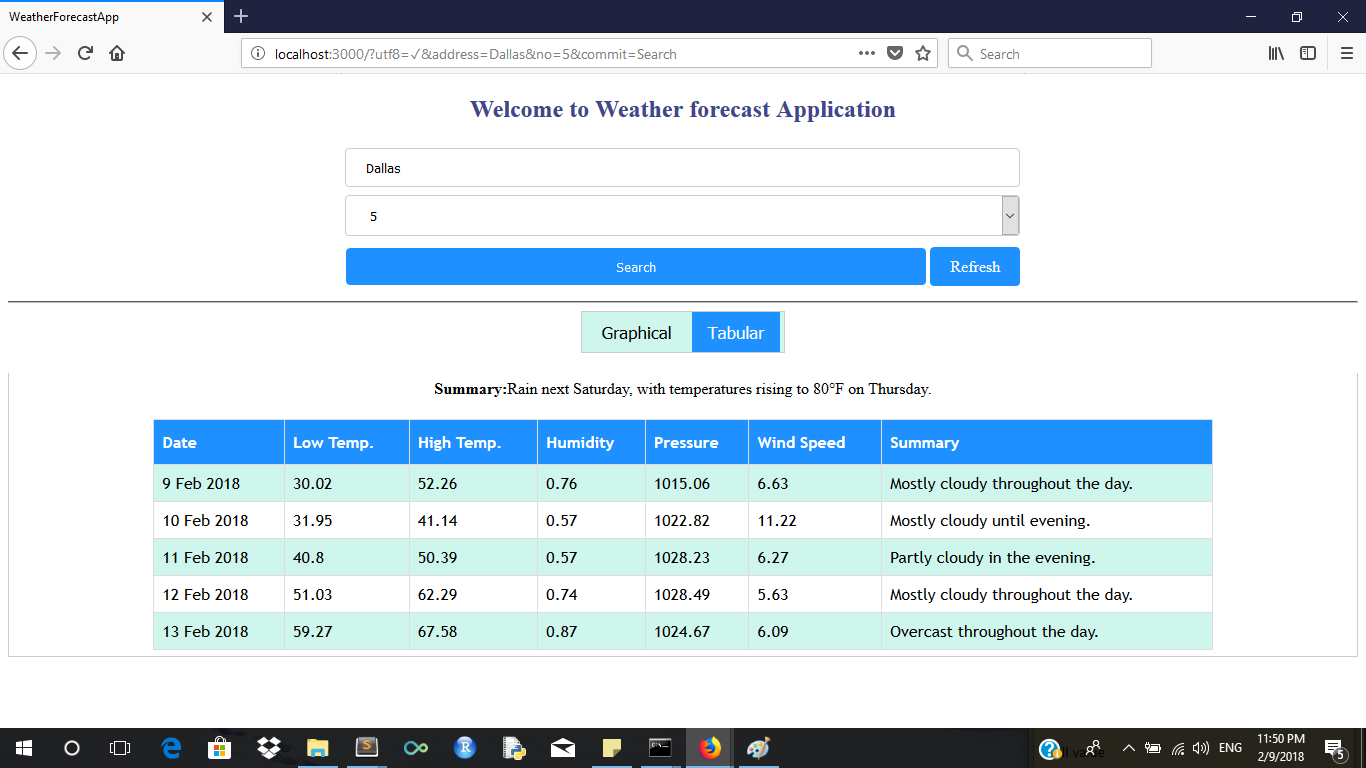 WeatherForecastApp
localhost:3000/?utf8=✓&address=Dallas&no=5&commit=Search
Search
Welcome to Weather forecast Application
Dallas
5
Search Refresh
Graphical Tabular
Summary:Rain next Saturday, with temperatures rising to 80°F on Thursday.
Date Low Temp. High Temp. Humidity Pressure Wind Speed Summary
9 Feb 2018 30.02 52.26 0.76 1015.06 6.63 Mostly cloudy throughout the day.
10 Feb 2018 31.95 41.14 0.57 1022.82 11.22 Mostly cloudy until evening.
11 Feb 2018 40.8 50.39 0.57 1028.23 6.27 Partly cloudy in the evening.
12 Feb 2018 51.03 62.29 0.74 1028.49 5.63 Mostly cloudy throughout the day.
13 Feb 2018 59.27 67.58 0.87 1024.67 6.09 Overcast throughout the day.
ENG
11:50 PM
2/9/2018
5